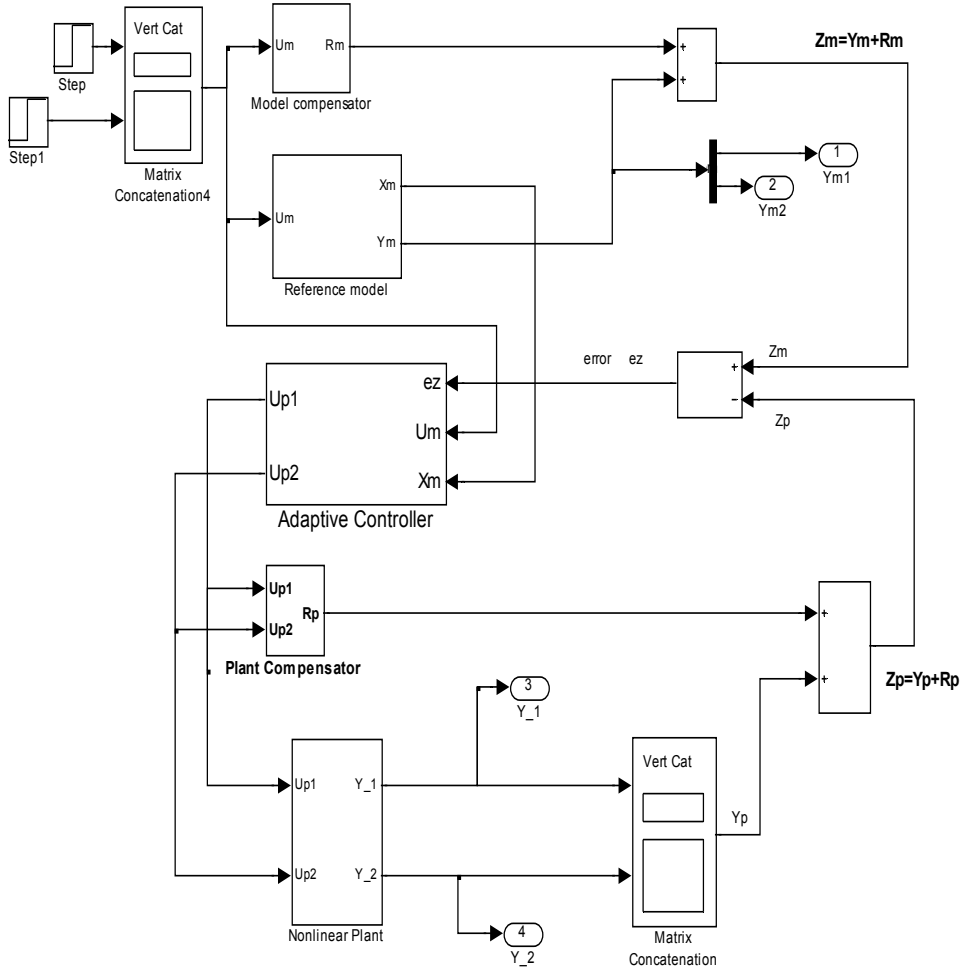 Vert Cat
Step
Step1
Matrix
Concatenation4
Um
Rm
Model compensator
+
+
Zm=Ym+Rm
Um
Xm
Ym
Reference model
1
Ym1
2
Ym2
error ez
+
−
Zm
Zp
Up1
Up2
ez
Um
Xm
Adaptive Controller
Up1
Up2
Rp
Plant Compensator
+
+
Zp=Yp+Rp
3
Y_1
Up1
Up2
Y_1
Y_2
Nonlinear Plant
4
Y_2
Vert Cat
Matrix
Concatenation
Yp